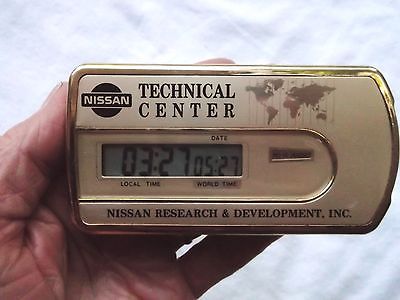 NISSAN
TECHNICAL
CENTER
DATE
03:27 05:27
LOCAL TIME WORLD TIME
NISSAN RESEARCH & DEVELOPMENT, INC.